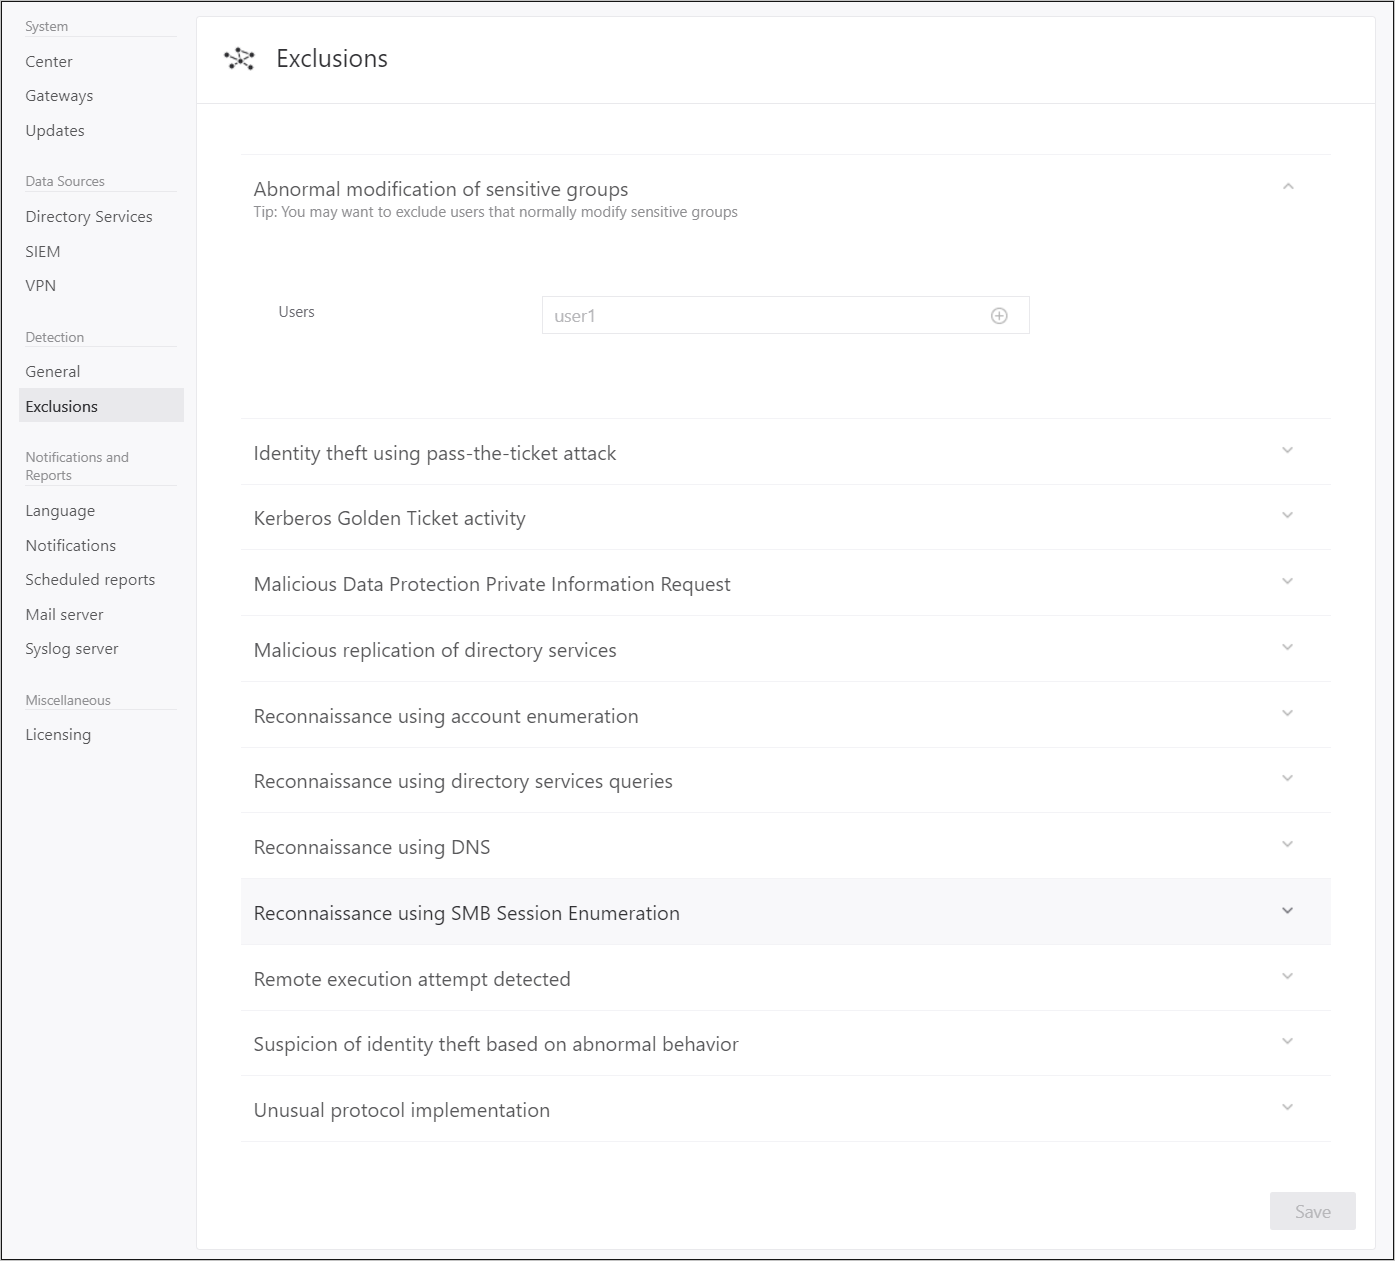 System
Center
Gateways
Updates
Data Sources
Directory Services
SIEM
VPN
Detection
General
Exclusions
Notifications and
Reports
Language
Notifications
Scheduled reports
Mail server
Syslog server
Miscellaneous
Licensing
Exclusions
Abnormal modification of sensitive groups
Tip: You may want to exclude users that normally modify sensitive groups
Users
user1
Identity theft using pass-the-ticket attack
Kerberos Golden Ticket activity
Malicious Data Protection Private Information Request
Malicious replication of directory services
Reconnaissance using account enumeration
Reconnaissance using directory services queries
Reconnaissance using DNS
Reconnaissance using SMB Session Enumeration
Remote execution attempt detected
Suspicion of identity theft based on abnormal behavior
Unusual protocol implementation
Save